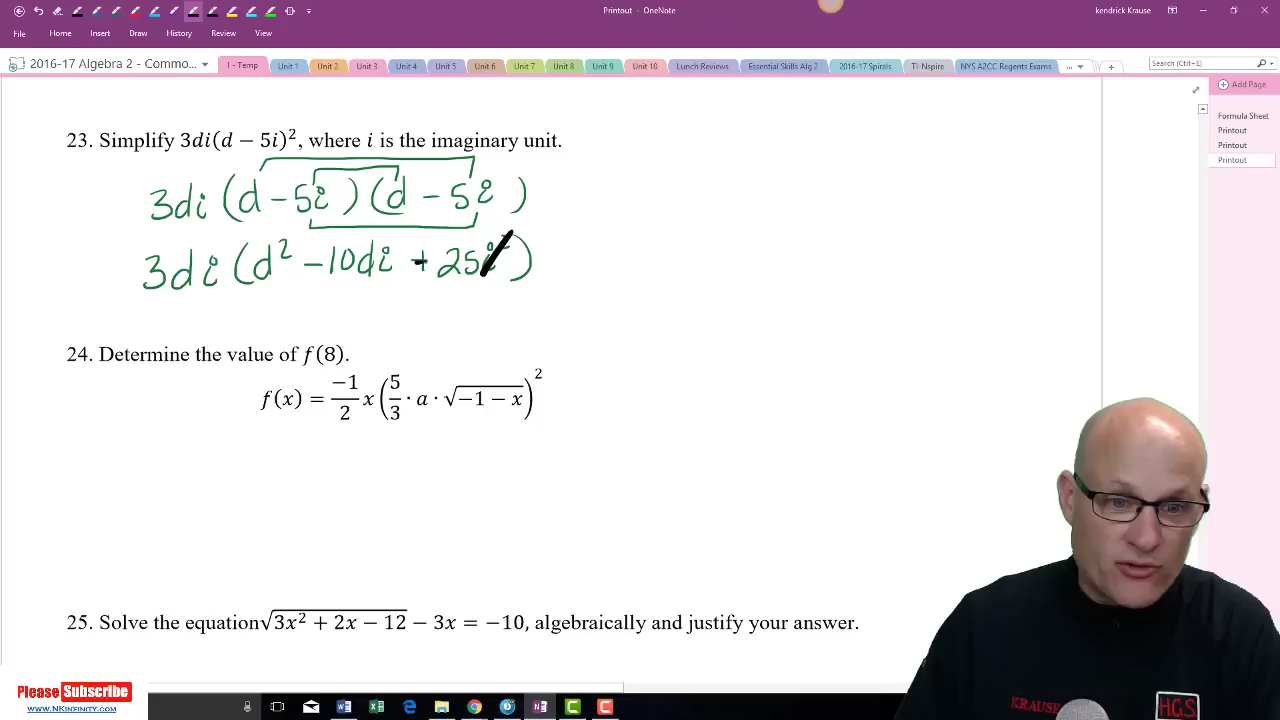 Printout - OneNote
kendrick Krause
File
Home
Insert
Draw
History
Review
View
2016-17 Algebra 2 - Commo...
I - Temp
Unit 1
Unit 2
Unit 3
Unit 4
Unit 5
Unit 6
Unit 7
Unit 8
Unit 9
Unit 10
Lunch Reviews
Essential Skills Alg 2
2016-17 Spirals
TI-Nspire
NYS A2CC Regents Exams
...
Search (Ctrl+E)
Add Page
Formula Sheet
Printout
Printout
Printout
23. Simplify 3di(d − 5i)², where i is the imaginary unit.
3di (d - 5i ) (d - 5i )
3di (d² - 10di + 25i² )
24. Determine the value of f(8).
f(x) = -1/2 x (5/3 · a · √−1 − x)²
25. Solve the equation√3x² + 2x − 12 − 3x = −10, algebraically and justify your answer.
Please Subscribe
www.NKinfinity.com
KRAUSE
H.G.S.